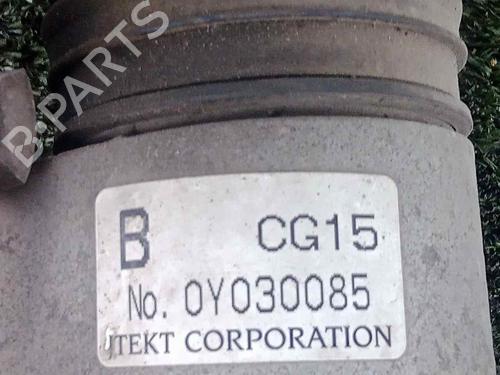 B-PARTS
B CG15
No. 0Y030085
JTEKT CORPORATION